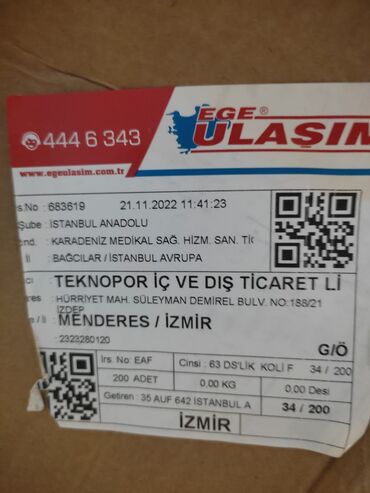 EGE®
ULAŞIM
444 6 343
www.egeulasim.com.tr
rs.No : 683619 21.11.2022 11:41:23
Şube : İSTANBUL ANADOLU
ond. : KARADENİZ MEDİKAL SAĞ. HİZM. SAN. TİC
İl : BAĞCILAR / İSTANBUL AVRUPA
ıcı : TEKNOPOR İÇ VE DIŞ TİCARET Lİ
res : HÜRRİYET MAH. SÜLEYMAN DEMİREL BULV. NO:188/21
İZDEP
/ İl : MENDERES / İZMİR
: 2323280120
G/Ö
Irs. No: EAF Cinsi : 63 DS'LİK KOLİ F 34 / 200
200 ADET 0.00 KG 0.00 Desi
Getiren : 35 AUF 642 İSTANBUL A 34 / 200
İZMİR